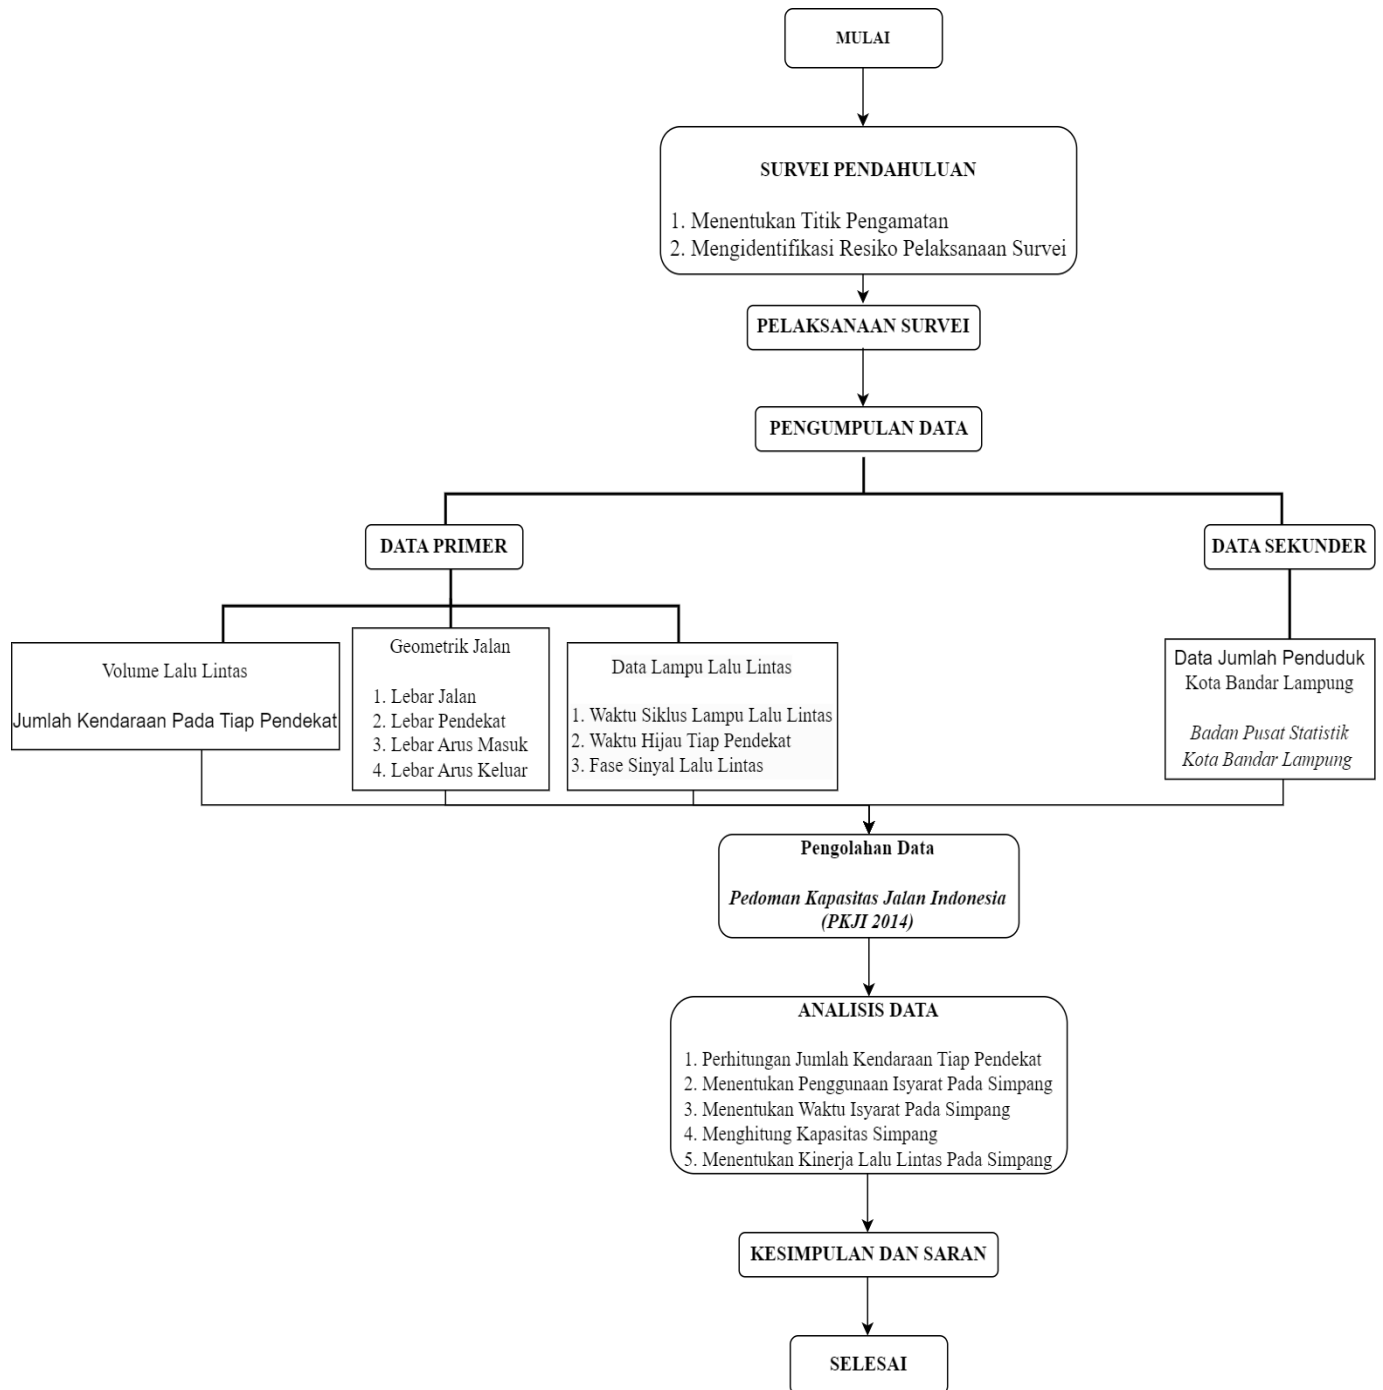 MULAI
SURVEI PENDAHULUAN
1. Menentukan Titik Pengamatan
2. Mengidentifikasi Resiko Pelaksanaan Survei
PELAKSANAAN SURVEI
PENGUMPULAN DATA
DATA PRIMER
DATA SEKUNDER
Volume Lalu Lintas
Jumlah Kendaraan Pada Tiap Pendekat
Geometrik Jalan
1. Lebar Jalan
2. Lebar Pendekat
3. Lebar Arus Masuk
4. Lebar Arus Keluar
Data Lampu Lalu Lintas
1. Waktu Siklus Lampu Lalu Lintas
2. Waktu Hijau Tiap Pendekat
3. Fase Sinyal Lalu Lintas
Data Jumlah Penduduk
Kota Bandar Lampung
Badan Pusat Statistik
Kota Bandar Lampung
Pengolahan Data
Pedoman Kapasitas Jalan Indonesia
(PKJI 2014)
ANALISIS DATA
1. Perhitungan Jumlah Kendaraan Tiap Pendekat
2. Menentukan Penggunaan Isyarat Pada Simpang
3. Menentukan Waktu Isyarat Pada Simpang
4. Menghitung Kapasitas Simpang
5. Menentukan Kinerja Lalu Lintas Pada Simpang
KESIMPULAN DAN SARAN
SELESAI